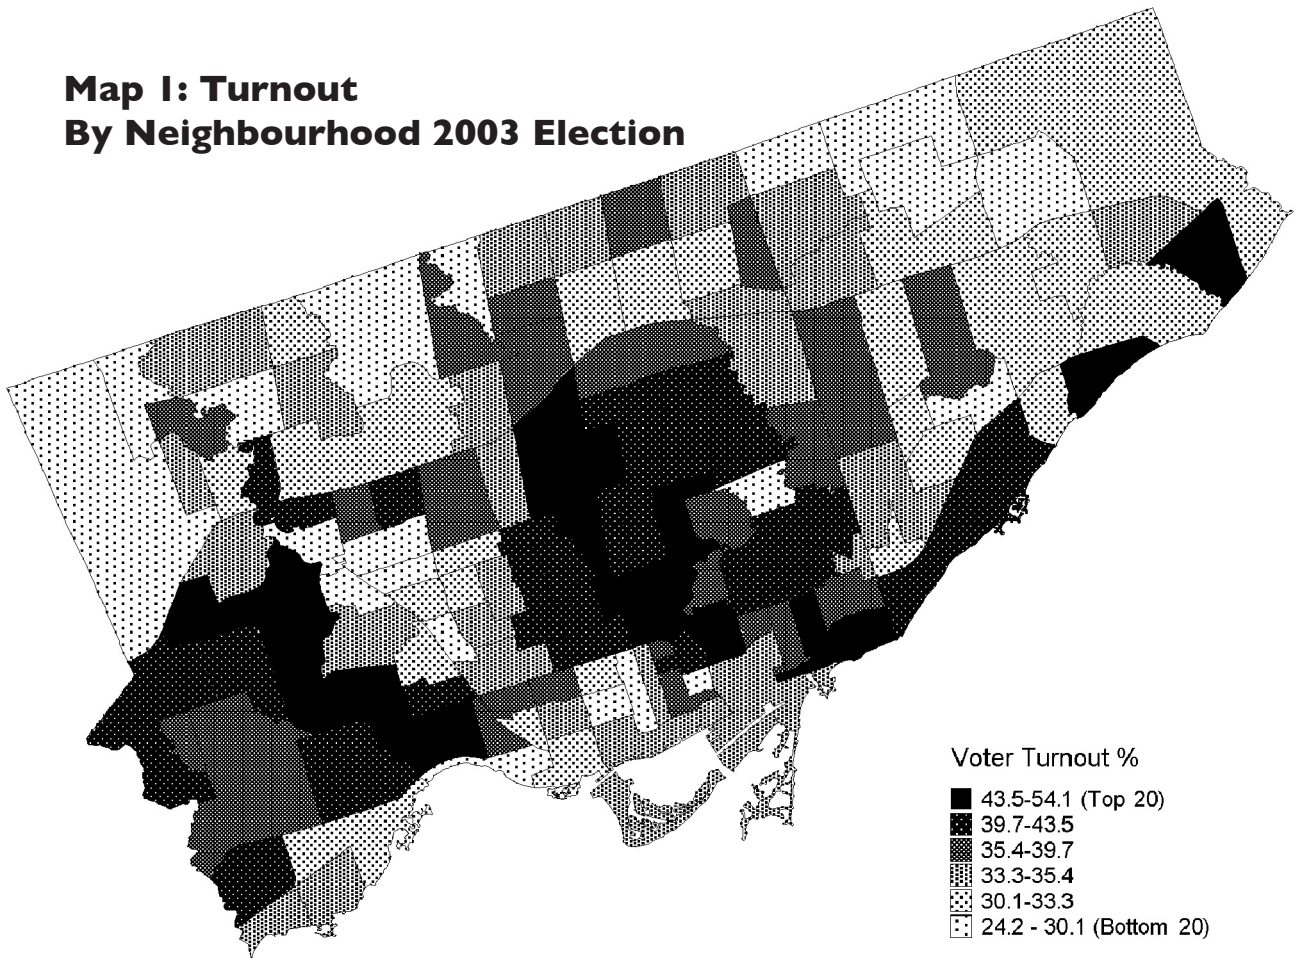 Map 1: Turnout
By Neighbourhood 2003 Election
Voter Turnout %
43.5-54.1 (Top 20)
39.7-43.5
35.4-39.7
33.3-35.4
30.1-33.3
24.2 - 30.1 (Bottom 20)